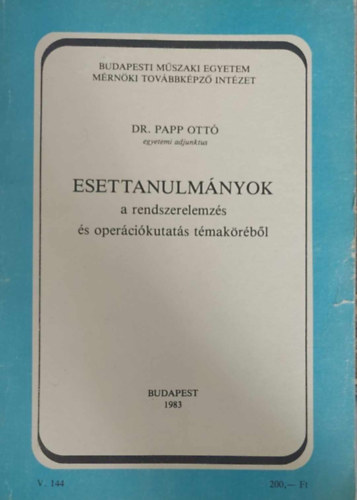 BUDAPESTI MŰSZAKI EGYETEM
MÉRNÖKI TOVÁBBKÉPZŐ INTÉZET
DR. PAPP OTTÓ
egyetemi adjunktus
ESETTANULMÁNYOK
a rendszerelemzés
és operációkutatás témaköréből
BUDAPEST
1983
V. 144
200,— Ft